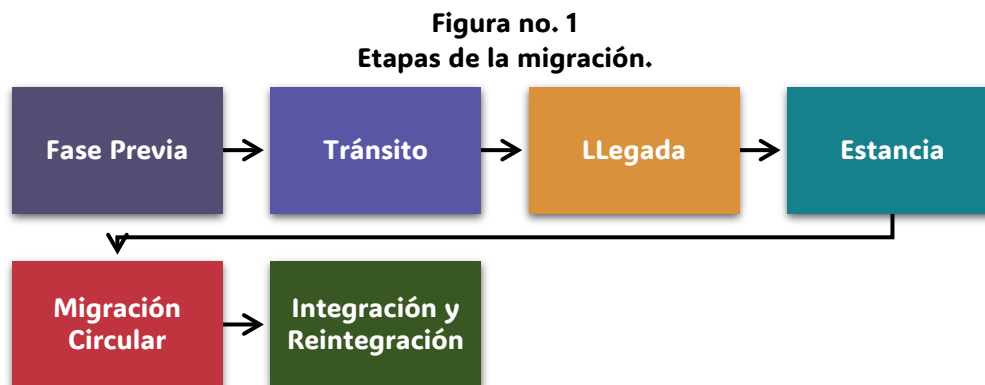 Figura no. 1
Etapas de la migración.
Fase Previa
Tránsito
LLegada
Estancia
Migración
Circular
Integración y
Reintegración